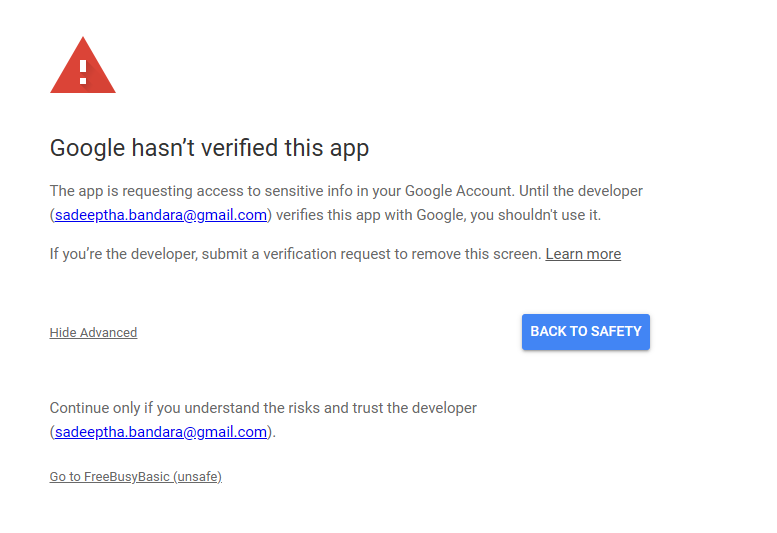 Google hasn’t verified this app
The app is requesting access to sensitive info in your Google Account. Until the developer
(sadeeptha.bandara@gmail.com) verifies this app with Google, you shouldn't use it.
If you’re the developer, submit a verification request to remove this screen. Learn more
Hide Advanced
BACK TO SAFETY
Continue only if you understand the risks and trust the developer
(sadeeptha.bandara@gmail.com).
Go to FreeBusyBasic (unsafe)